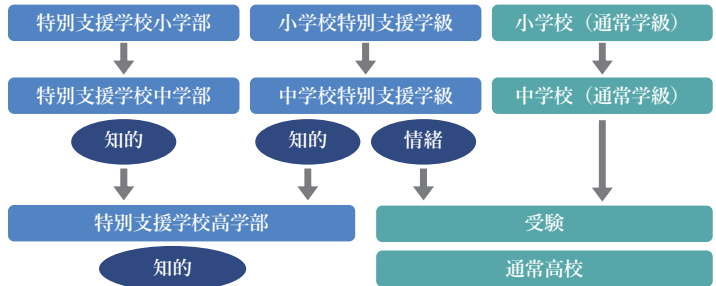 特別支援学校小学部
小学校特別支援学級
小学校（通常学級）
特別支援学校中学部
中学校特別支援学級
中学校（通常学級）
知的
知的
情緒
特別支援学校高学部
受験
知的
通常高校